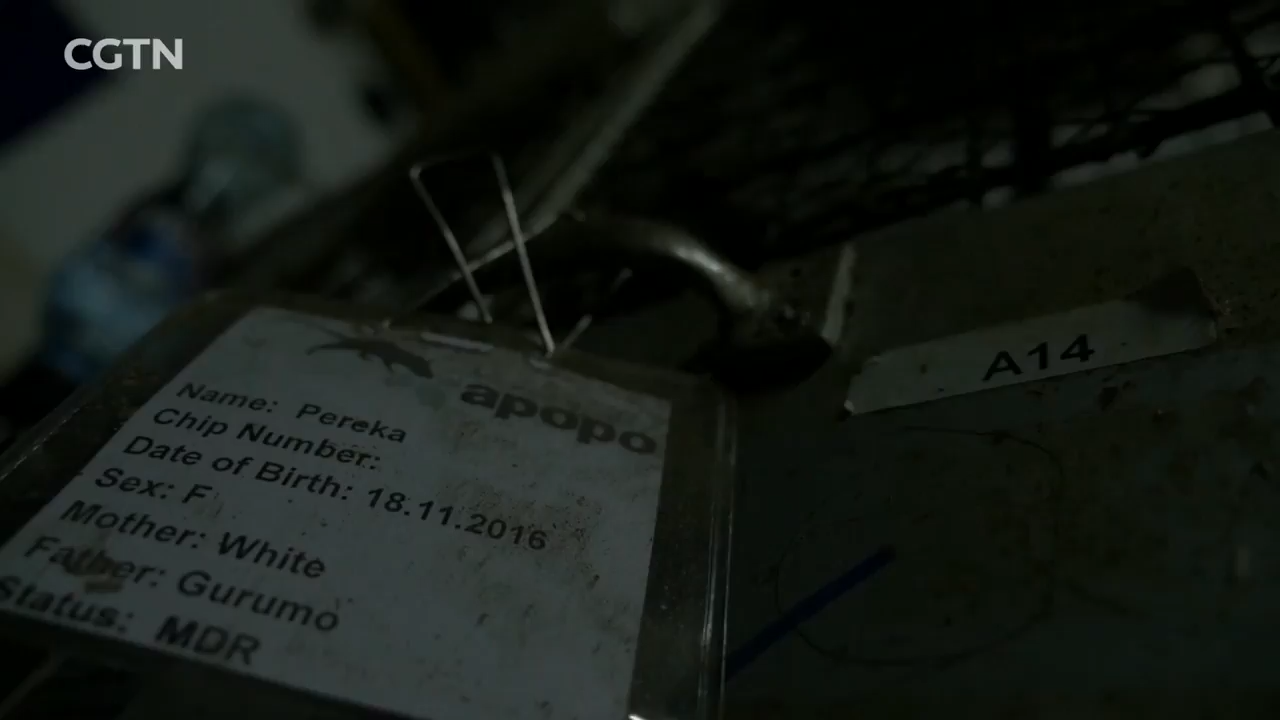 CGTN
apopo
Name: Pereka
Chip Number:
Date of Birth: 18.11.2016
Sex: F
Mother: White
Father: Gurumo
Status: MDR
A14